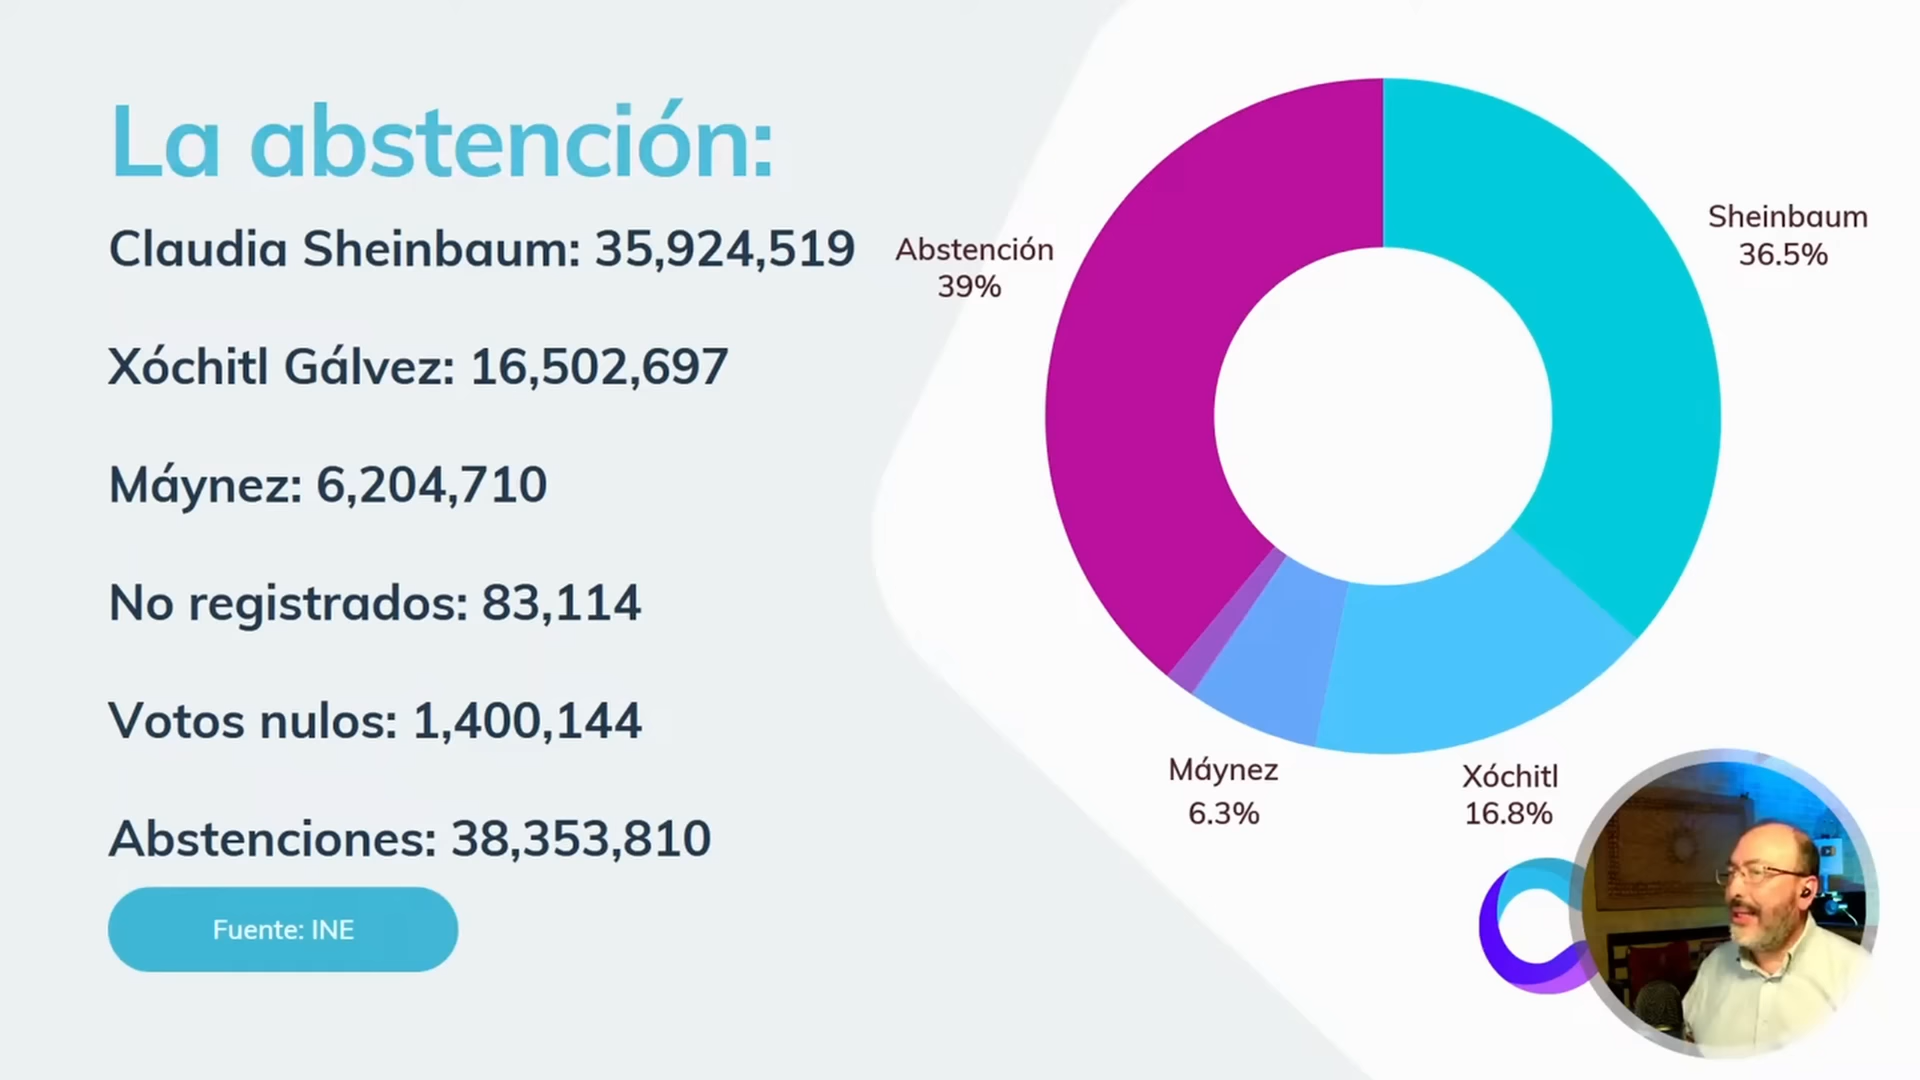 La abstención:
Claudia Sheinbaum: 35,924,519
Xóchitl Gálvez: 16,502,697
Máynez: 6,204,710
No registrados: 83,114
Votos nulos: 1,400,144
Abstenciones: 38,353,810
Fuente: INE
Abstención
39%
Sheinbaum
36.5%
Máynez
6.3%
Xóchitl
16.8%